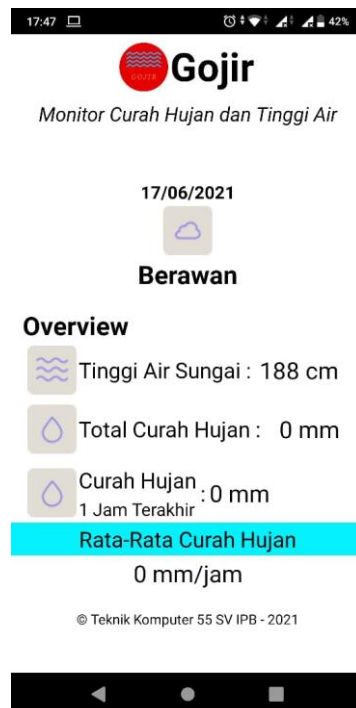 17:47
42%
GOJIR
Gojir
Monitor Curah Hujan dan Tinggi Air
17/06/2021
Berawan
Overview
Tinggi Air Sungai : 188 cm
Total Curah Hujan : 0 mm
Curah Hujan
1 Jam Terakhir : 0 mm
Rata-Rata Curah Hujan
0 mm/jam
© Teknik Komputer 55 SV IPB - 2021